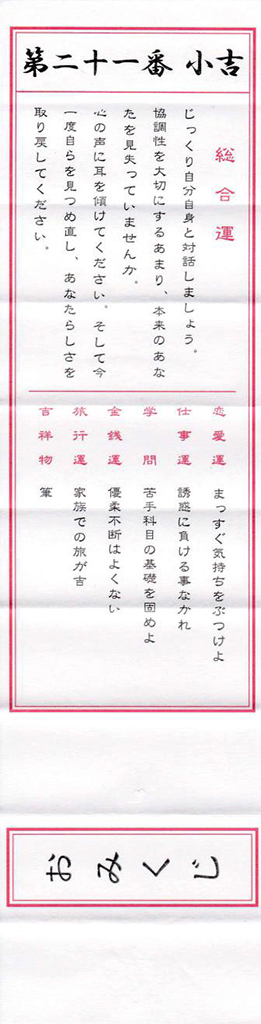 第二十一番 小吉
総合運
じっくり自分自身と対話しましょう。
協調性を大切にするあまり、本来のあな
たを見失っていませんか。
心の声に耳を傾けてください。そして今
一度自らを見つめ直し、あなたらしさを
取り戻してください。
恋愛運 まっすぐ気持ちをぶつけよ
仕事運 誘惑に負ける事なかれ
学問 苦手科目の基礎を固めよ
金銭運 優柔不断はよくない
旅行運 家族での旅が吉
吉祥物 筆
おみくじ